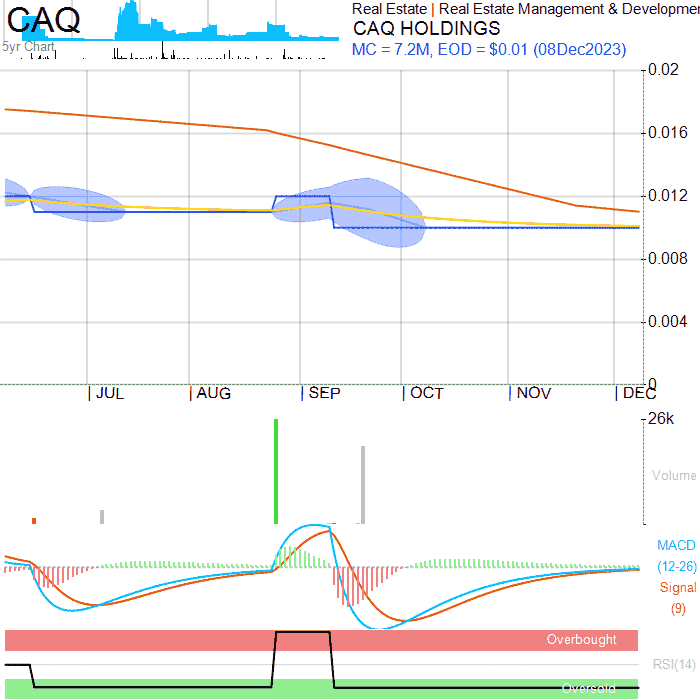 CAQ
5yr Chart
Real Estate | Real Estate Management & Developmen
CAQ HOLDINGS
MC = 7.2M, EOD = $0.01 (08Dec2023)
0.02
0.016
0.012
0.008
0.004
0
JUL
AUG
SEP
OCT
NOV
DEC
26k
Volume
MACD
(12-26)
Signal
(9)
Overbought
RSI(14)
Oversold